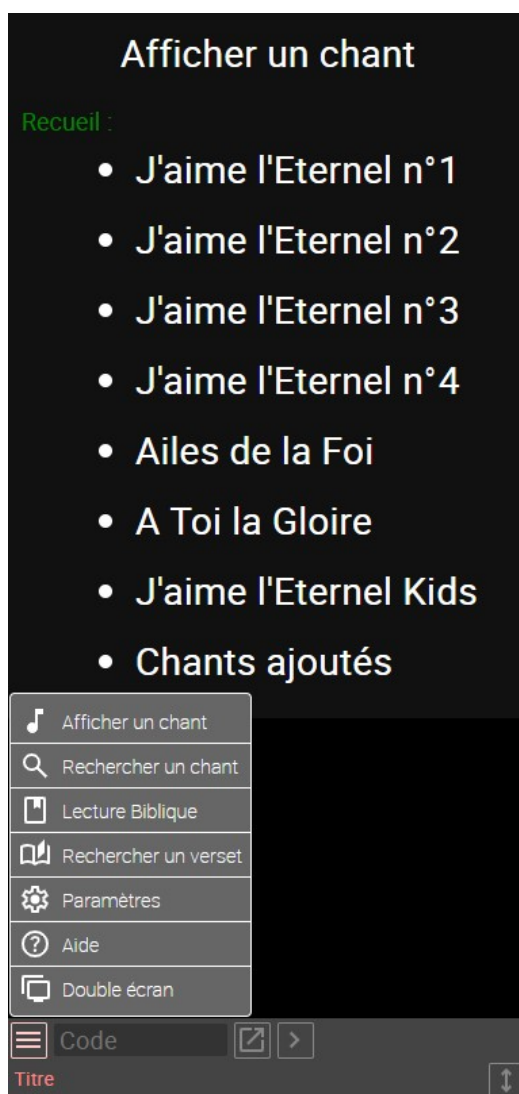 Afficher un chant
Recueil :
J'aime l'Eternel n°1
J'aime l'Eternel n°2
J'aime l'Eternel n°3
J'aime l'Eternel n°4
Ailes de la Foi
A Toi la Gloire
J'aime l'Eternel Kids
Chants ajoutés
Afficher un chant
Rechercher un chant
Lecture Biblique
Rechercher un verset
Paramètres
Aide
Double écran
Code
Titre